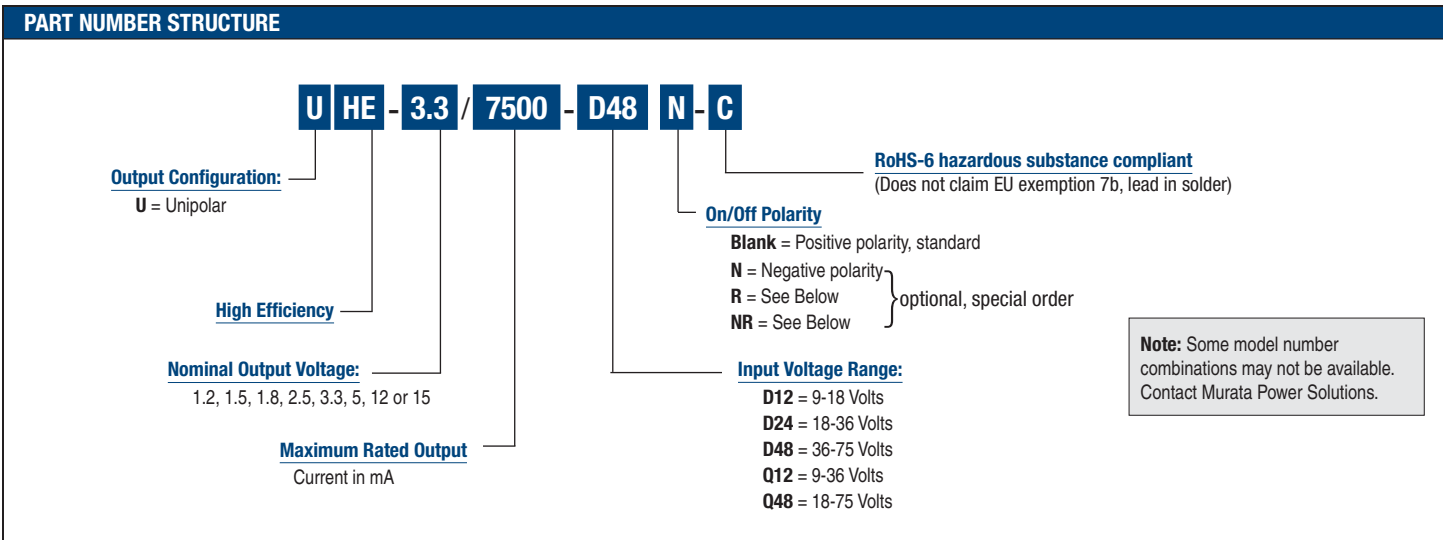 PART NUMBER STRUCTURE
U HE - 3.3 / 7500 - D48 N - C
RoHS-6 hazardous substance compliant
(Does not claim EU exemption 7b, lead in solder)
Output Configuration:
U = Unipolar
On/Off Polarity
Blank = Positive polarity, standard
N = Negative polarity
R = See Below
NR = See Below
optional, special order
High Efficiency
Note: Some model number
combinations may not be available.
Contact Murata Power Solutions.
Nominal Output Voltage:
1.2, 1.5, 1.8, 2.5, 3.3, 5, 12 or 15
Input Voltage Range:
D12 = 9-18 Volts
D24 = 18-36 Volts
D48 = 36-75 Volts
Q12 = 9-36 Volts
Q48 = 18-75 Volts
Maximum Rated Output
Current in mA